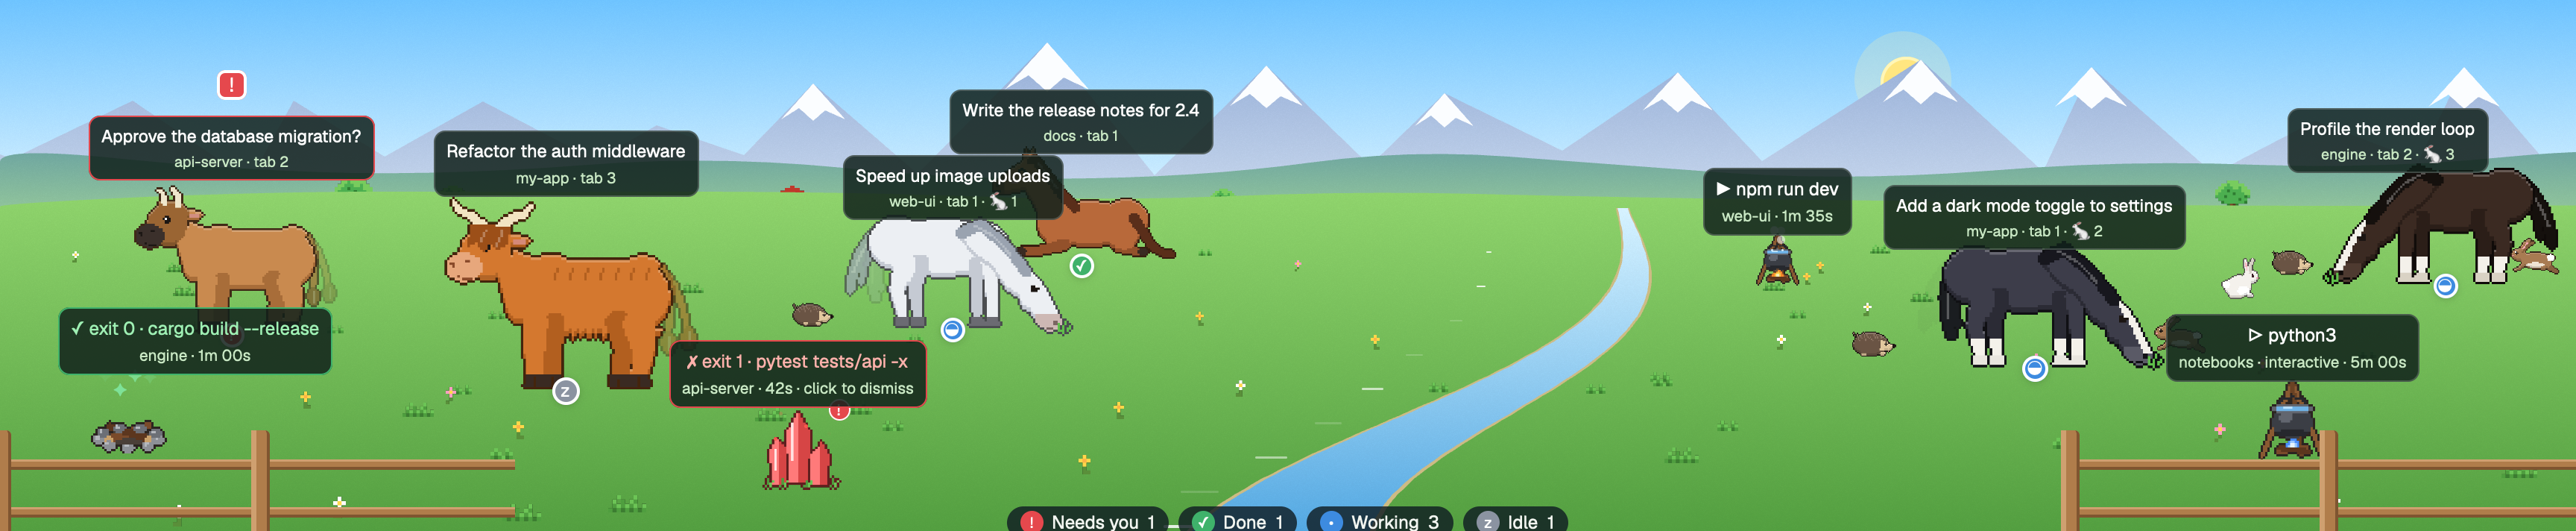 !
Approve the database migration?
api-server · tab 2
Refactor the auth middleware
my-app · tab 3
Write the release notes for 2.4
docs · tab 1
Speed up image uploads
web-ui · tab 1 · 🐇 1
▶ npm run dev
web-ui · 1m 35s
Add a dark mode toggle to settings
my-app · tab 1 · 🐇 2
Profile the render loop
engine · tab 2 · 🐇 3
✓ exit 0 · cargo build --release
engine · 1m 00s
✗ exit 1 · pytest tests/api -x
api-server · 42s · click to dismiss
▷ python3
notebooks · interactive · 5m 00s
z
!
! Needs you 1
✓ Done 1
Working 3
z Idle 1